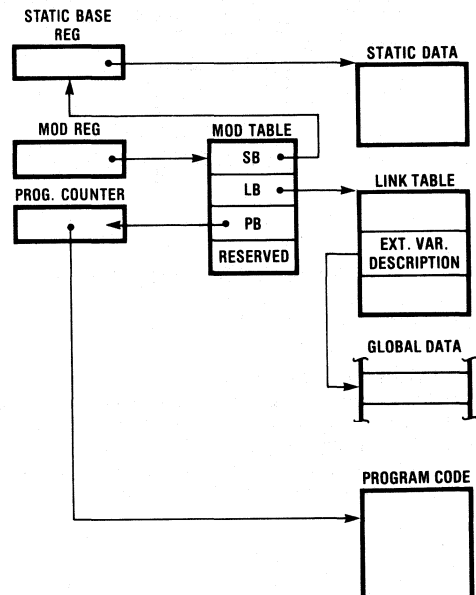 STATIC BASE
REG
STATIC DATA
MOD REG
MOD TABLE
SB
LB
PB
RESERVED
PROG. COUNTER
LINK TABLE
EXT. VAR.
DESCRIPTION
GLOBAL DATA
PROGRAM CODE